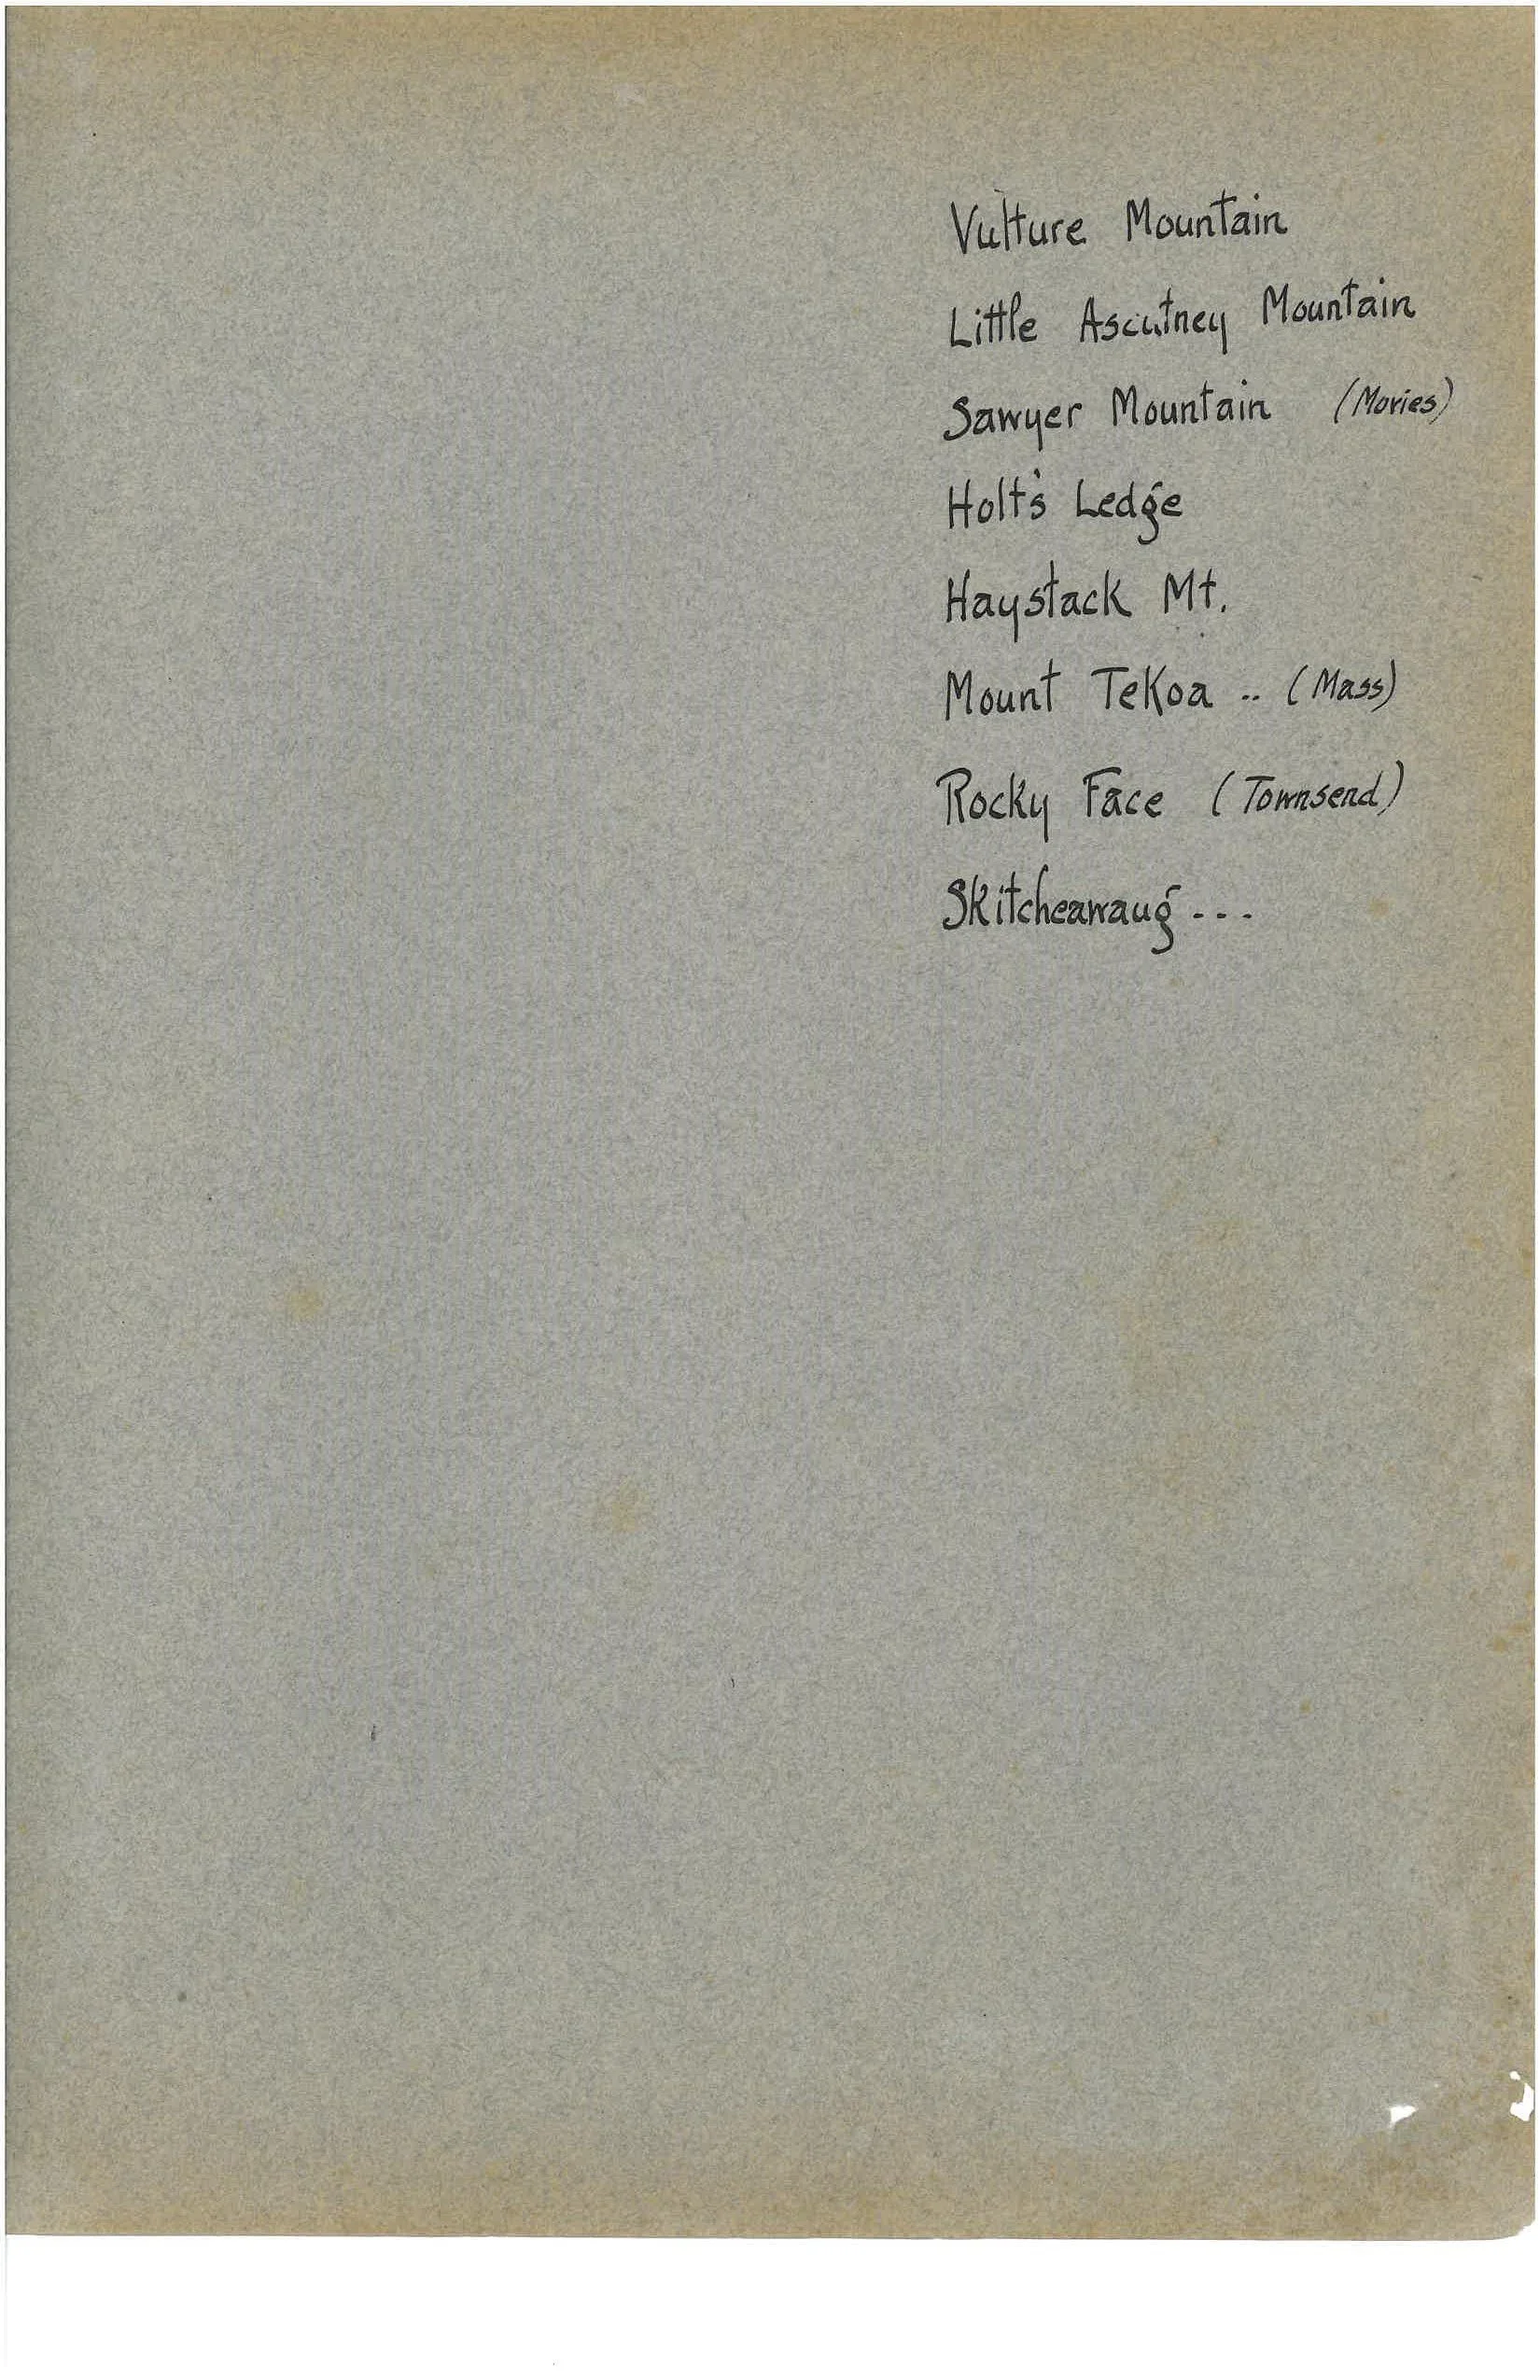 Vulture Mountain
Little Ascutney Mountain
Sawyer Mountain (Movies)
Holt's Ledge
Haystack Mt.
Mount Tekoa .. (Mass)
Rocky Face (Townsend)
Skitchewaug ---